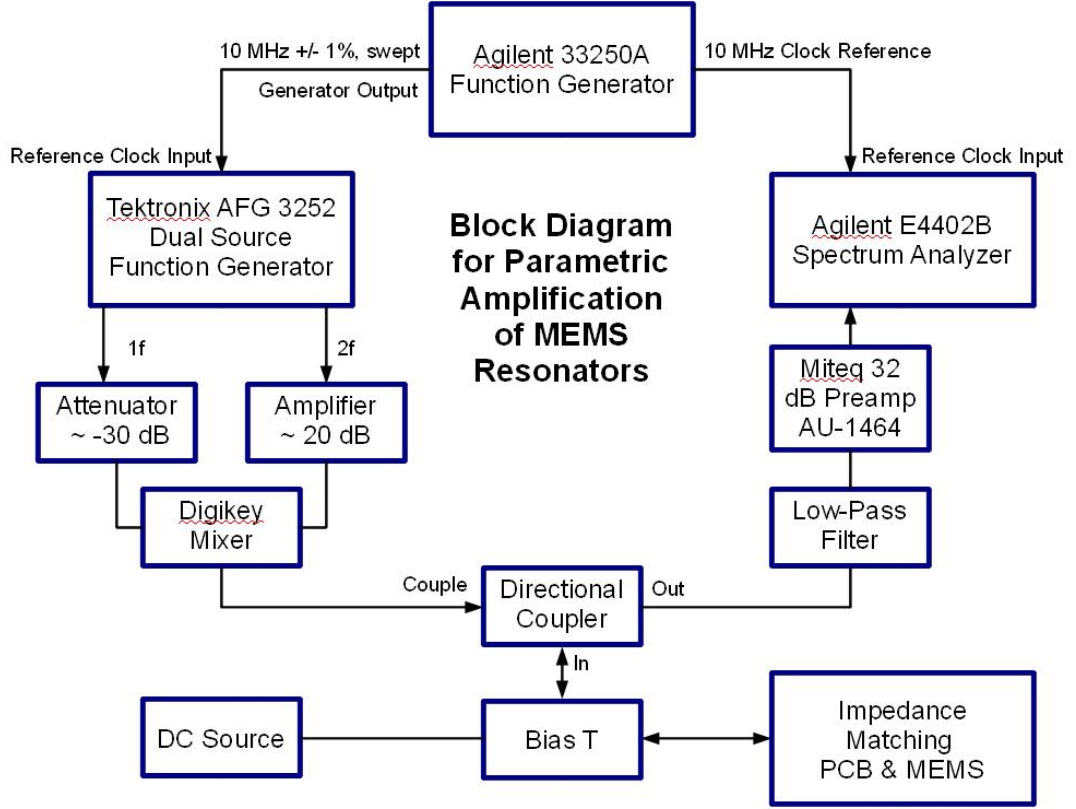 10 MHz +/- 1%, swept
Generator Output
Agilent 33250A
Function Generator
10 MHz Clock Reference
Reference Clock Input
Reference Clock Input
Tektronix AFG 3252
Dual Source
Function Generator
Block Diagram
for Parametric
Amplification
of MEMS
Resonators
Agilent E4402B
Spectrum Analyzer
1f
2f
Attenuator
~ -30 dB
Amplifier
~ 20 dB
Miteq 32
dB Preamp
AU-1464
Digikey
Mixer
Low-Pass
Filter
Couple
Directional
Coupler
Out
In
DC Source
Bias T
Impedance
Matching
PCB & MEMS